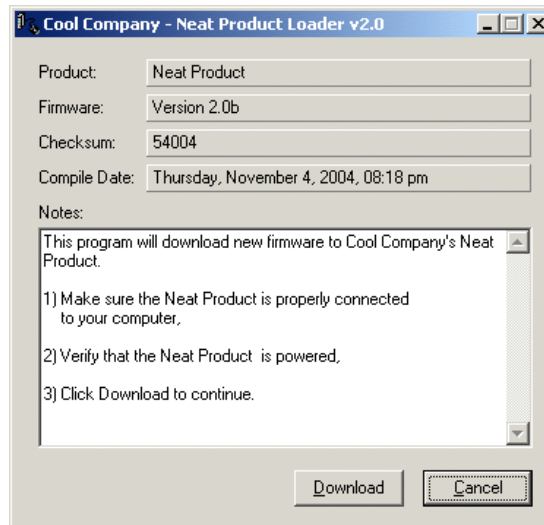 Cool Company - Neat Product Loader v2.0
Product: Neat Product
Firmware: Version 2.0b
Checksum: 54004
Compile Date: Thursday, November 4, 2004, 08:18 pm
Notes:
This program will download new firmware to Cool Company's Neat
Product.
1) Make sure the Neat Product is properly connected
to your computer,
2) Verify that the Neat Product is powered,
3) Click Download to continue.
Download Cancel